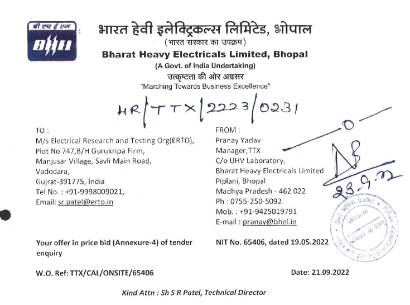 बी एच ई एल
BHEL
भारत हेवी इलेक्ट्रिकल्स लिमिटेड, भोपाल
(भारत सरकार का उपक्रम)
Bharat Heavy Electricals Limited, Bhopal
(A Govt. of India Undertaking)
उत्कृष्टता की ओर अग्रसर
"Marching Towards Business Excellence"
HR/TTX/2223/0231
TO :
M/s Electrical Research and Testing Org(ERTO),
Plot No 747,B/H Gurukripa Firm,
Manjusar Village, Savli Main Road,
Vadodara,
Gujrat-391775, India
Tel No. : +91-9998009021,
Email: sr.patel@erto.in
FROM :
Pranay Yadav
Manager,TTX
C/o UHV Laboratory,
Bharat Heavy Electricals Limited
Piplani, Bhopal
Madhya Pradesh - 462 022
Ph : 0755-250-5092
Mob. : +91-9425019791
E-mail : pranay@bhel.in
23.9.22
Your offer in price bid (Annexure-4) of tender
enquiry
NIT No. 65406, dated 19.05.2022
W.O. Ref: TTX/CAL/ONSITE/65406
Date: 21.09.2022
Kind Attn : Sh S R Patel, Technical Director